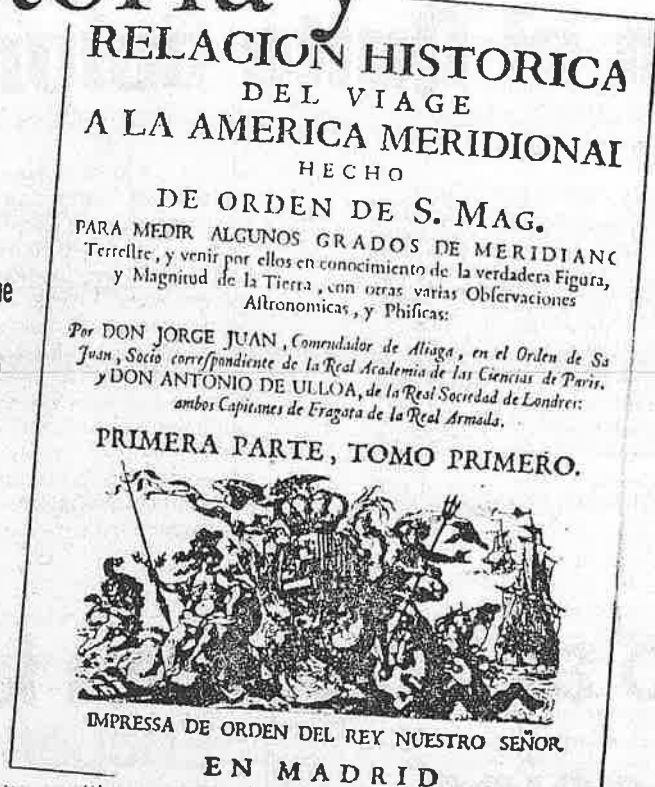 RELACION HISTORICA
DEL VIAGE
A LA AMERICA MERIDIONAL
HECHO
DE ORDEN DE S. MAG.
PARA MEDIR ALGUNOS GRADOS DE MERIDIANO
Terrestre, y venir por ellos en conocimiento de la verdadera Figura,
y Magnitud de la Tierra, con otras varias Observaciones
Astronomicas, y Phisicas:
Por DON JORGE JUAN, Comendador de Aliaga, en el Orden de Sa
Juan, Socio correspondiente de la Real Academia de las Ciencias de Paris.
y DON ANTONIO DE ULLOA, de la Real Sociedad de Londres:
ambos Capitanes de Fragata de la Real Armada.
PRIMERA PARTE, TOMO PRIMERO.
IMPRESSA DE ORDEN DEL REY NUESTRO SEÑOR
EN MADRID